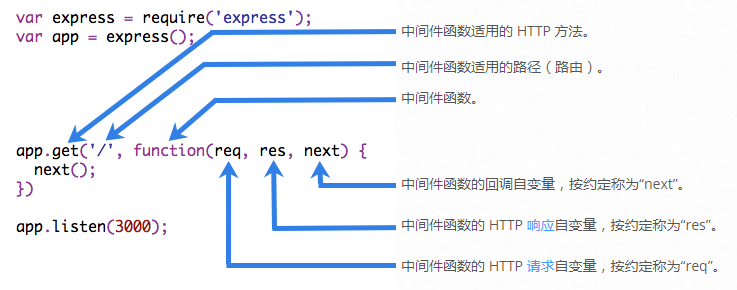 var express = require('express');
var app = express();
中间件函数适用的 HTTP 方法。
中间件函数适用的路径（路由）。
中间件函数。
app.get('/', function(req, res, next) {
next();
})
中间件函数的回调自变量，按约定称为“next”。
app.listen(3000);
中间件函数的 HTTP 响应自变量，按约定称为“res”。
中间件函数的 HTTP 请求自变量，按约定称为“req”。